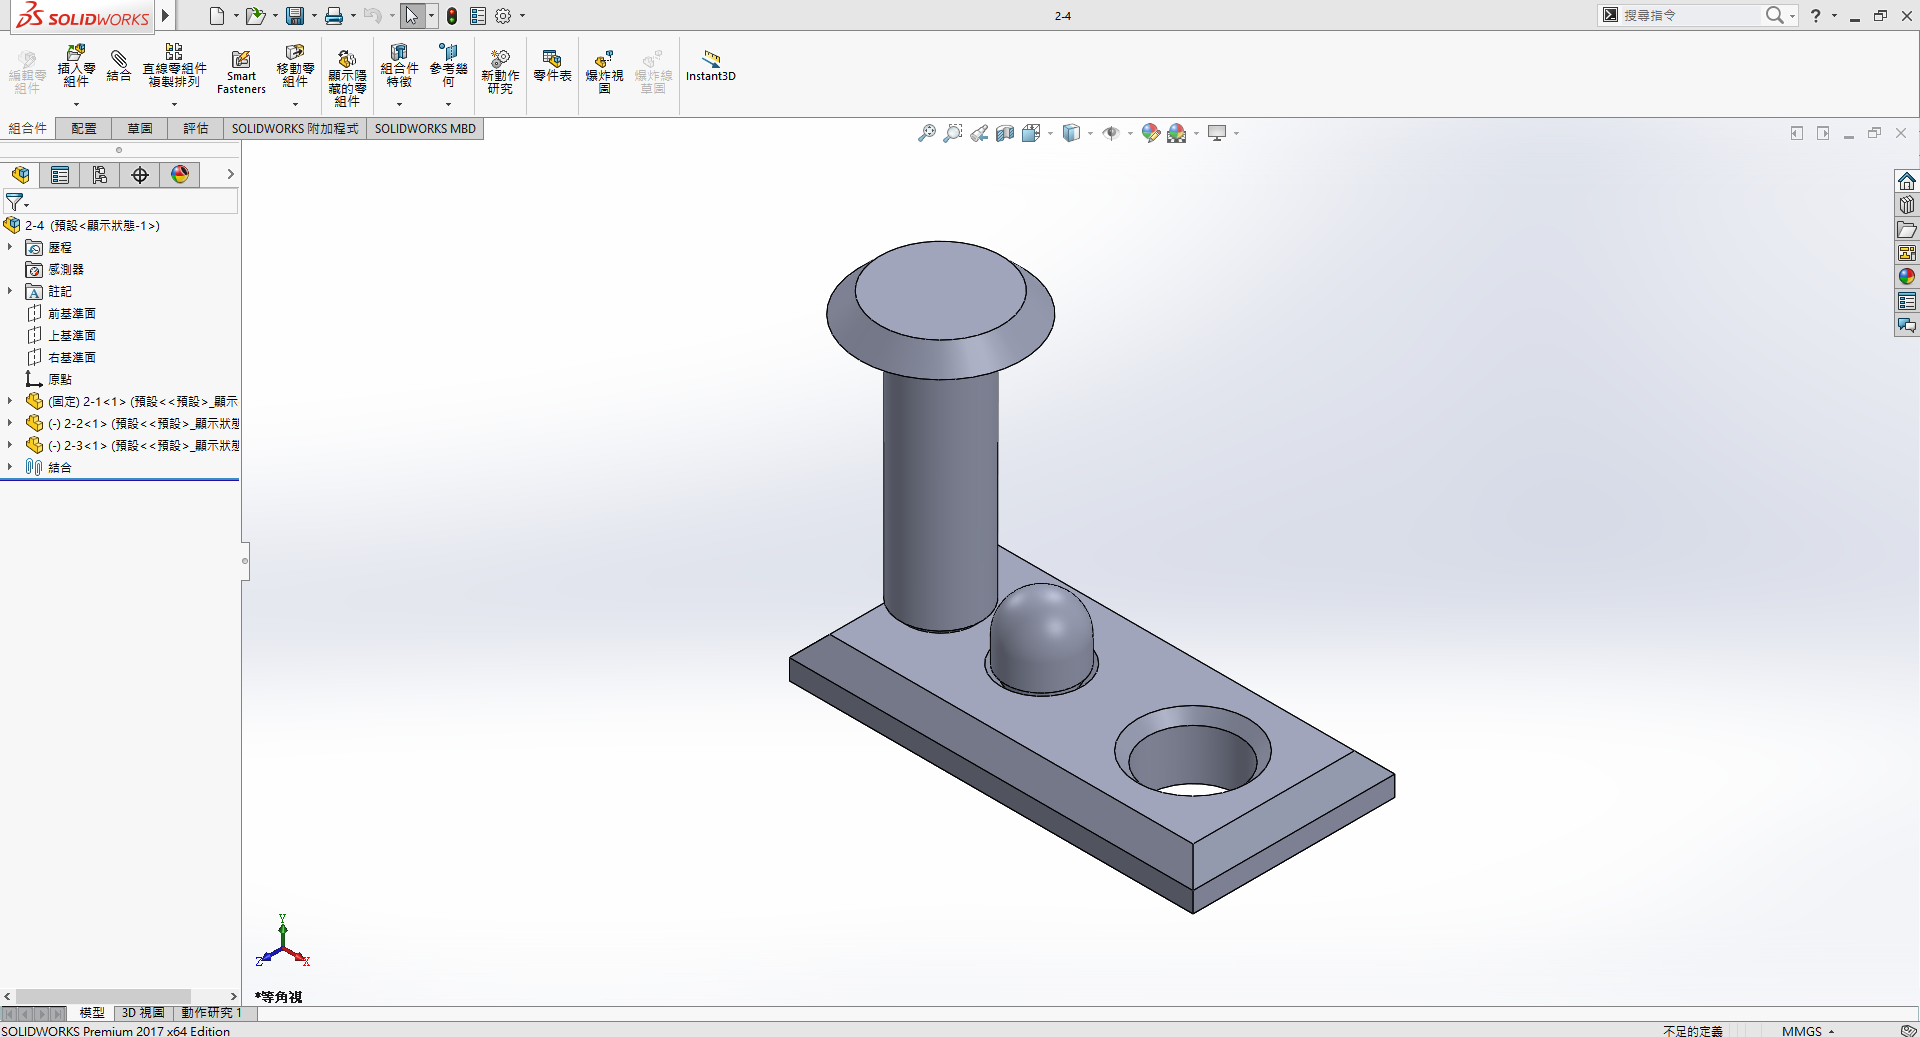 SOLIDWORKS
2-4
搜尋指令
編輯零組件
插入零組件
結合
直線零組件複製排列
Smart Fasteners
移動零組件
顯示隱藏的零組件
組合件特徵
參考幾何
新動作研究
零件表
爆炸視圖
爆炸線草圖
Instant3D
組合件
配置
草圖
評估
SOLIDWORKS 附加程式
SOLIDWORKS MBD
2-4 (預設<顯示狀態-1>)
歷程
感測器
註記
前基準面
上基準面
右基準面
原點
(固定) 2-1<1> (預設<<預設>_顯示
(-) 2-2<1> (預設<<預設>_顯示狀態
(-) 2-3<1> (預設<<預設>_顯示狀態
結合
Y
Z
X
*等角視
模型
3D 視圖
動作研究 1
SOLIDWORKS Premium 2017 x64 Edition
不足的定義
MMGS